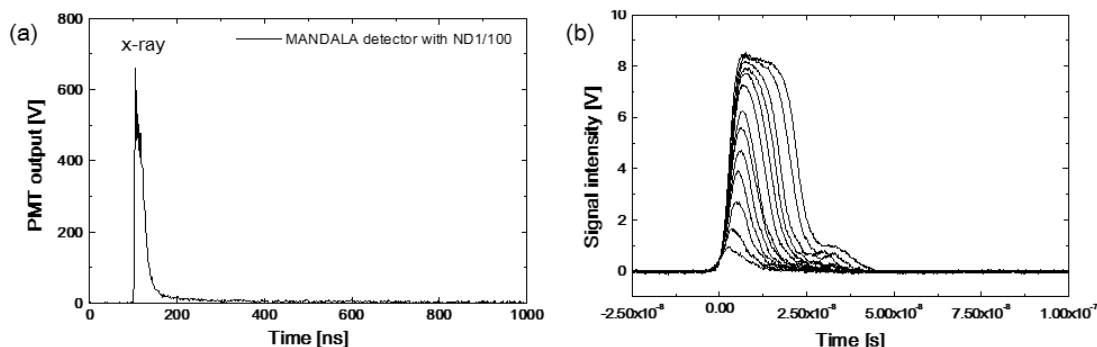 (a)
x-ray
MANDALA detector with ND1/100
PMT output [V]
800
600
400
200
0
0 200 400 600 800 1000
Time [ns]
(b)
Signal intensity [V]
10
8
6
4
2
0
-2.50x10⁻⁸ 0.00 2.50x10⁻⁸ 5.00x10⁻⁸ 7.50x10⁻⁸ 1.00x10⁻⁷
Time [s]